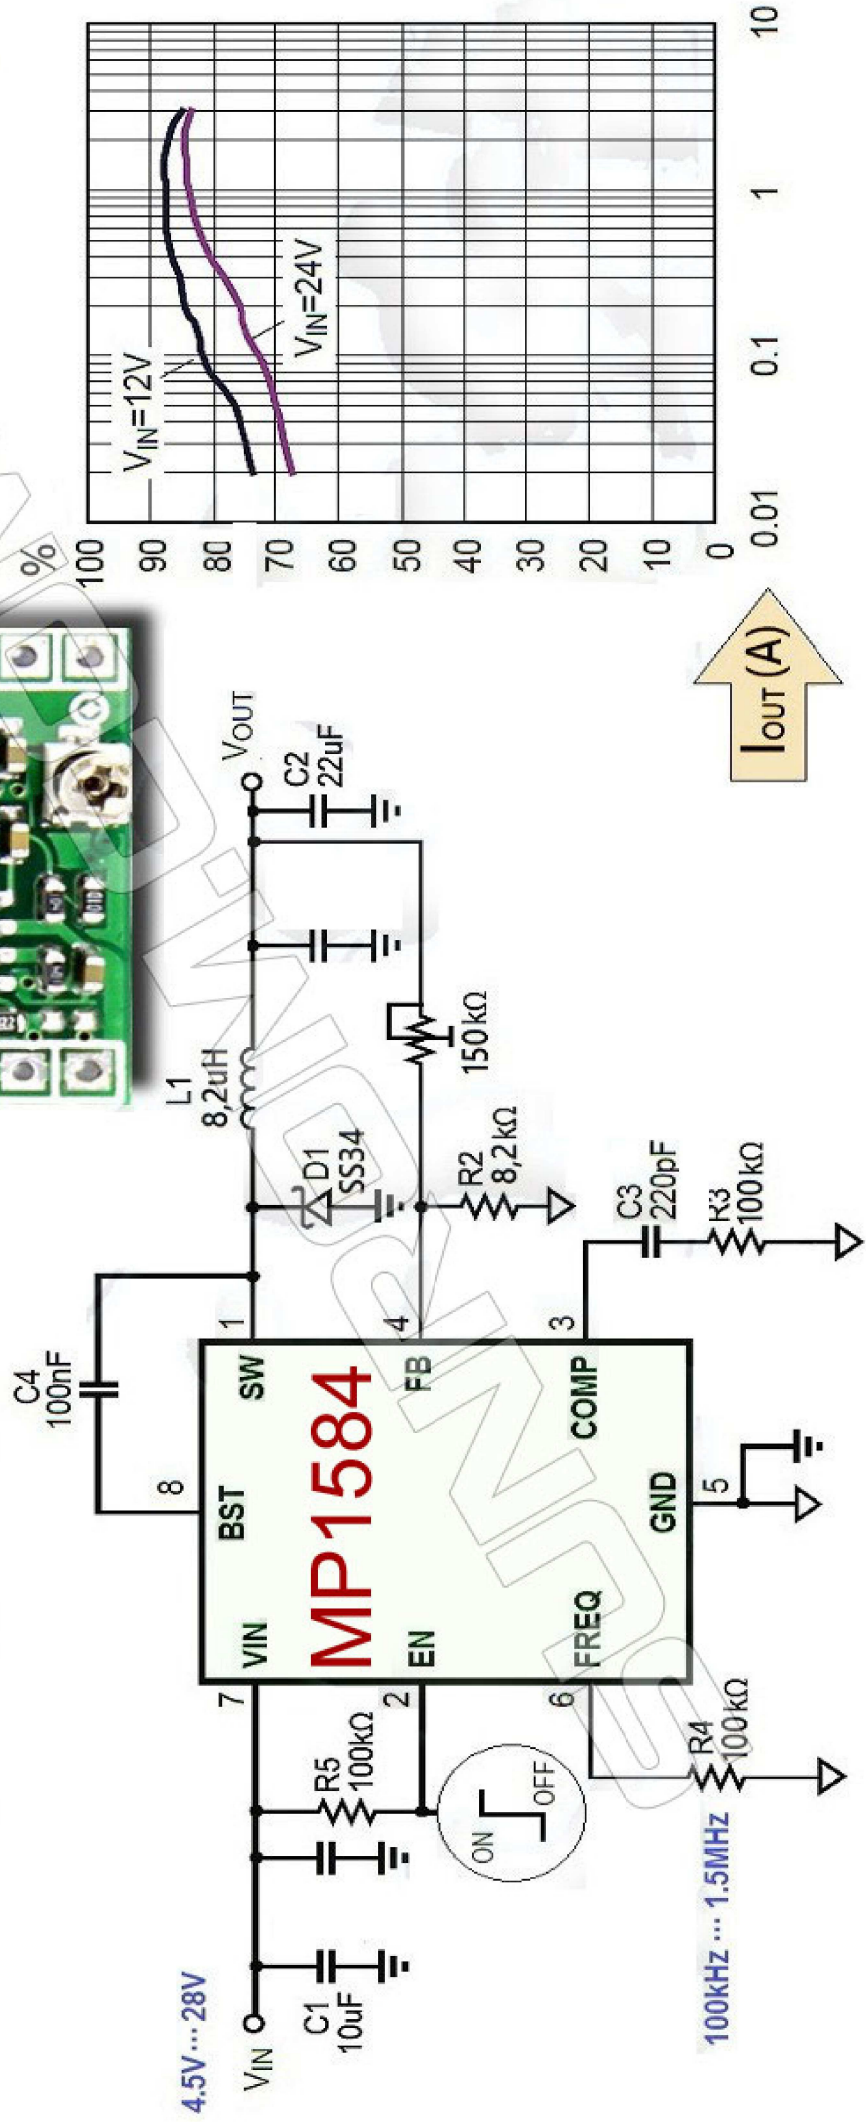 4.5V...28V
VIN
C1
10uF
R5
100kΩ
ON
OFF
100kHz ... 1.5MHz
R4
100kΩ
7
2
6
VIN
EN
FREQ
MP1584
BST
8
C4
100nF
GND
5
SW
1
FB
4
COMP
3
L1
8,2uH
D1
SS34
R2
8,2kΩ
C3
220pF
R3
100kΩ
150kΩ
C2
22uF
VOUT
%
100
90
80
70
60
50
40
30
20
10
0
VIN=12V
VIN=24V
0.01
0.1
1
10
IOUT (A)